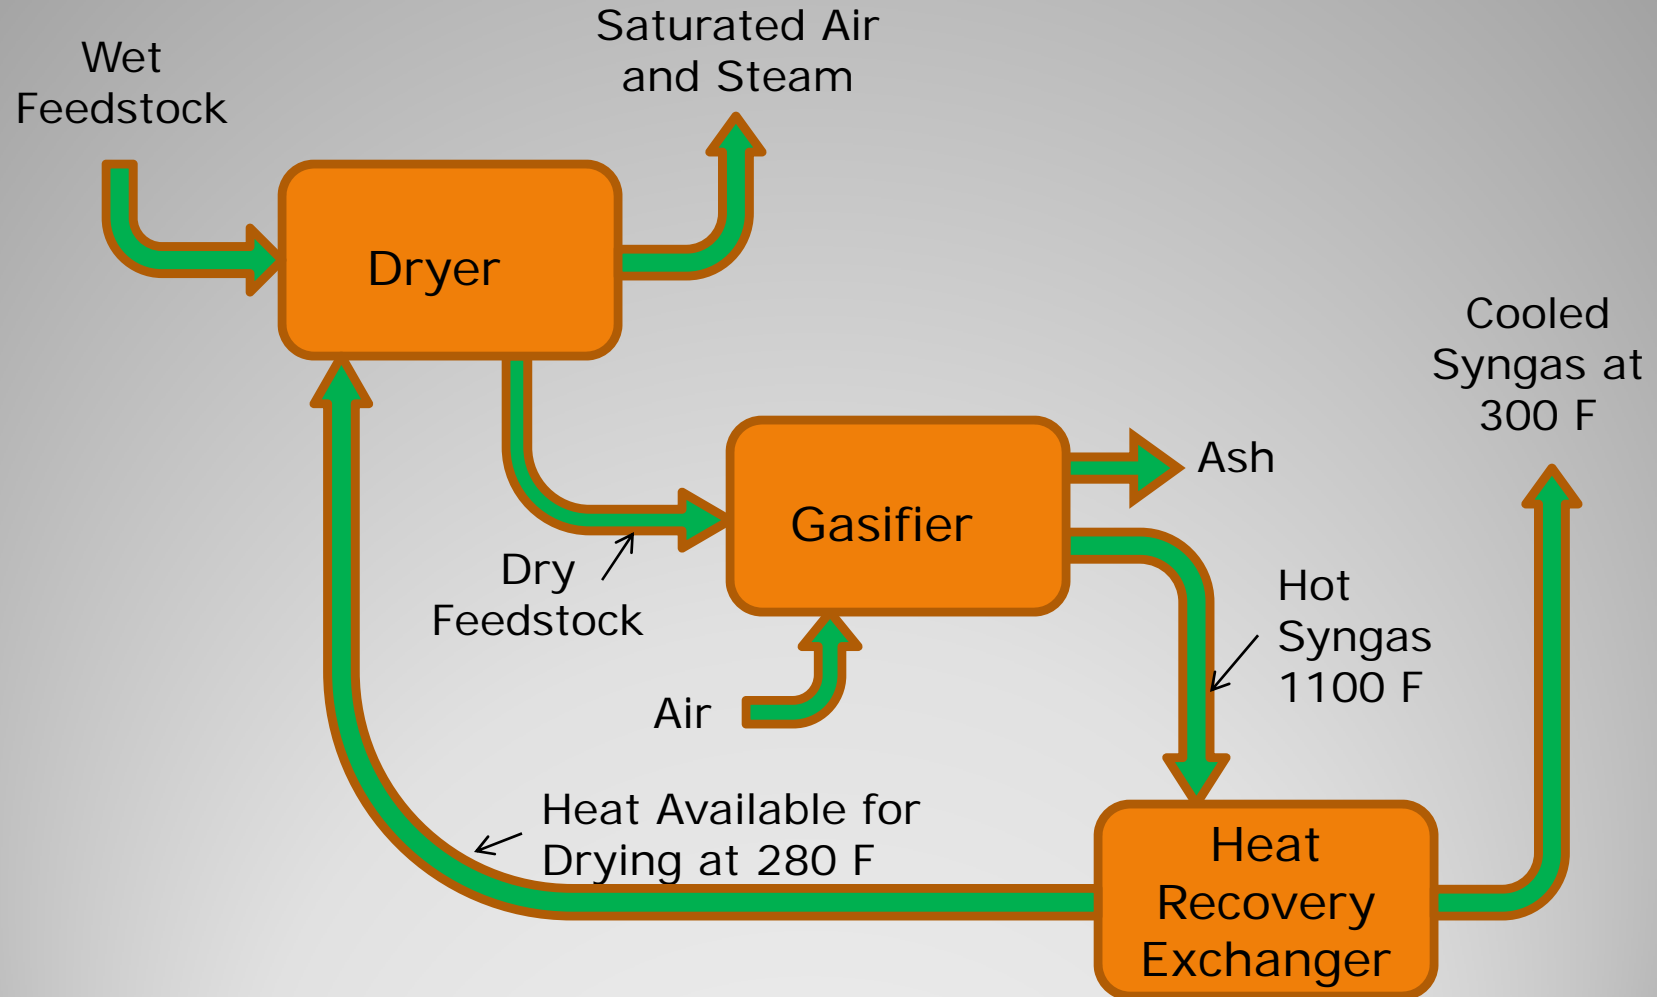 Wet
Feedstock
Saturated Air
and Steam
Dryer
Cooled
Syngas at
300 F
Ash
Gasifier
Dry
Feedstock
Hot
Syngas
1100 F
Air
Heat Available for
Drying at 280 F
Heat
Recovery
Exchanger